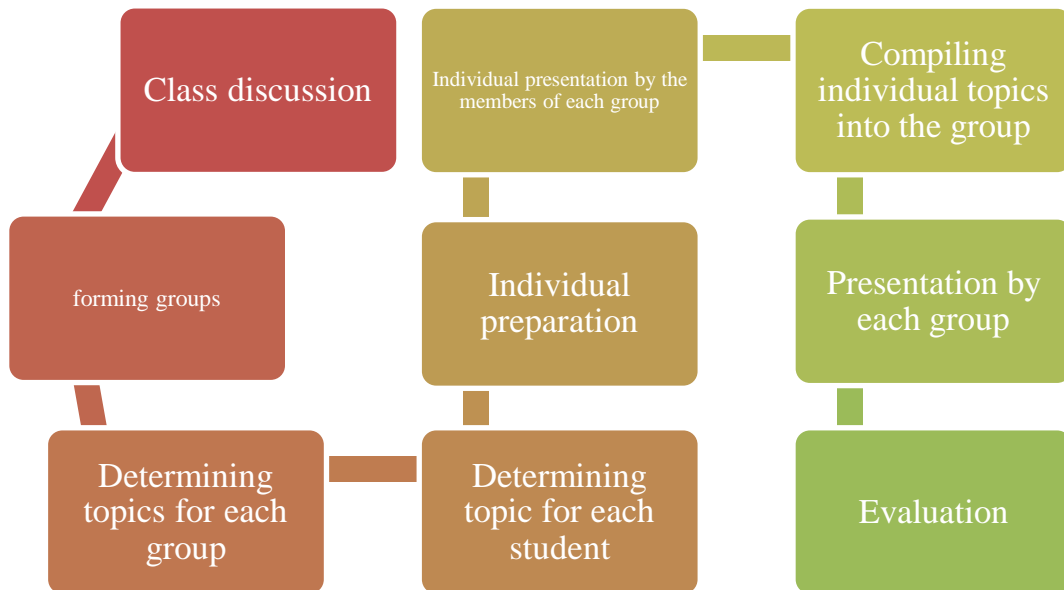 Class discussion
forming groups
Determining
topics for each
group
Determining
topic for each
student
Individual
preparation
Individual presentation by the
members of each group
Compiling
individual topics
into the group
Presentation by
each group
Evaluation